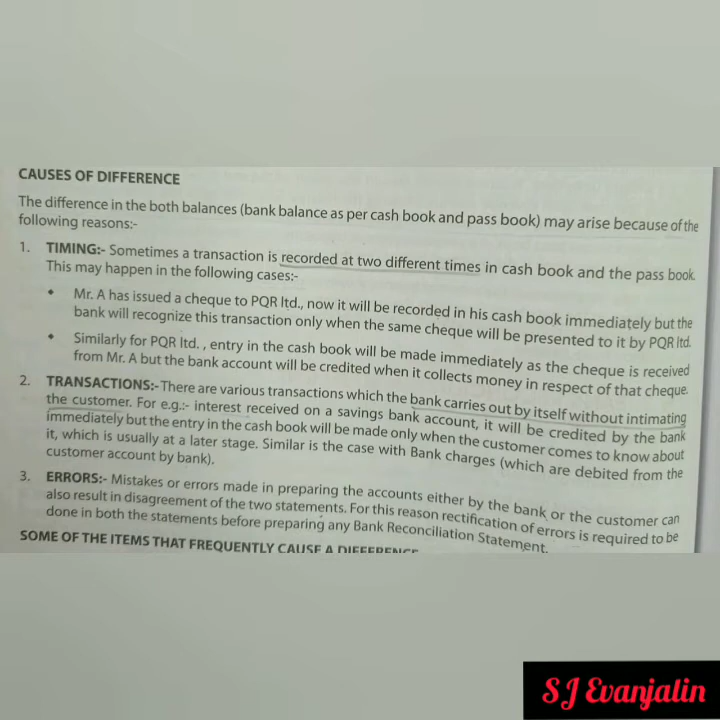 CAUSES OF DIFFERENCE
The difference in the both balances (bank balance as per cash book and pass book) may arise because of the
following reasons:-
1. TIMING:- Sometimes a transaction is recorded at two different times in cash book and the pass book.
This may happen in the following cases:-
• Mr. A has issued a cheque to PQR ltd., now it will be recorded in his cash book immediately but the
bank will recognize this transaction only when the same cheque will be presented to it by PQR ltd.
• Similarly for PQR ltd. , entry in the cash book will be made immediately as the cheque is received
from Mr. A but the bank account will be credited when it collects money in respect of that cheque.
2. TRANSACTIONS:- There are various transactions which the bank carries out by itself without intimating
the customer. For e.g.:- interest received on a savings bank account, it will be credited by the bank
immediately but the entry in the cash book will be made only when the customer comes to know about
it, which is usually at a later stage. Similar is the case with Bank charges (which are debited from the
customer account by bank).
3. ERRORS:- Mistakes or errors made in preparing the accounts either by the bank or the customer can
also result in disagreement of the two statements. For this reason rectification of errors is required to be
done in both the statements before preparing any Bank Reconciliation Statement.
SOME OF THE ITEMS THAT FREQUENTLY CAUSE A DIFFERENCE
S J Evanjalin